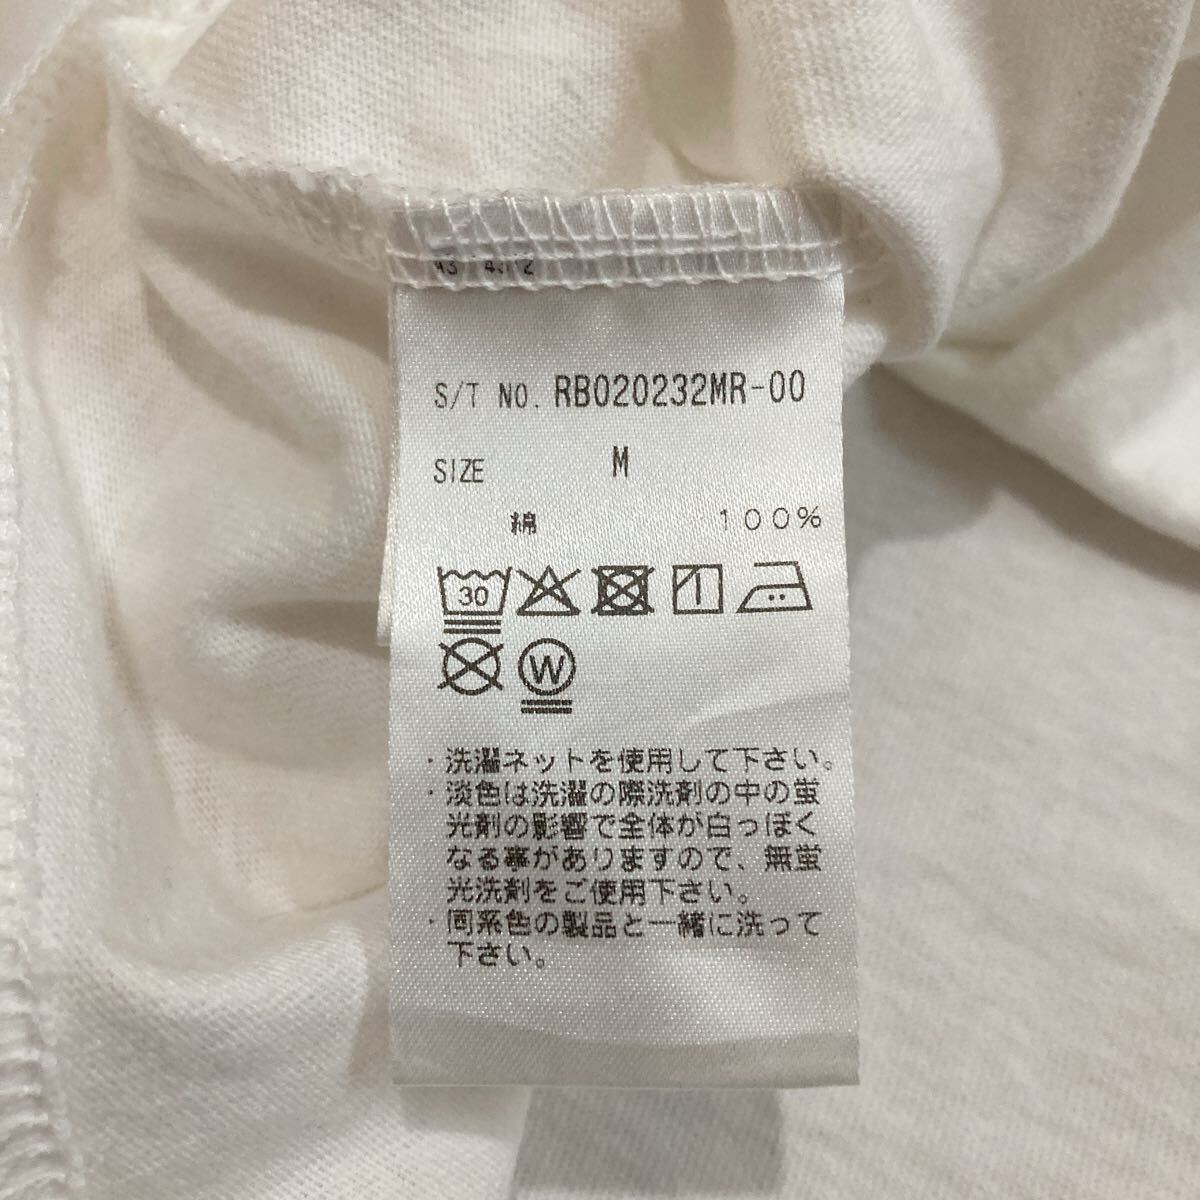 S/T NO. RB020232MR-00
SIZE M
綿 100%
30
W
・洗濯ネットを使用して下さい。
・淡色は洗濯の際洗剤の中の蛍
光剤の影響で全体が白っぽく
なる事がありますので、無蛍
光洗剤をご使用下さい。
・同系色の製品と一緒に洗って
下さい。